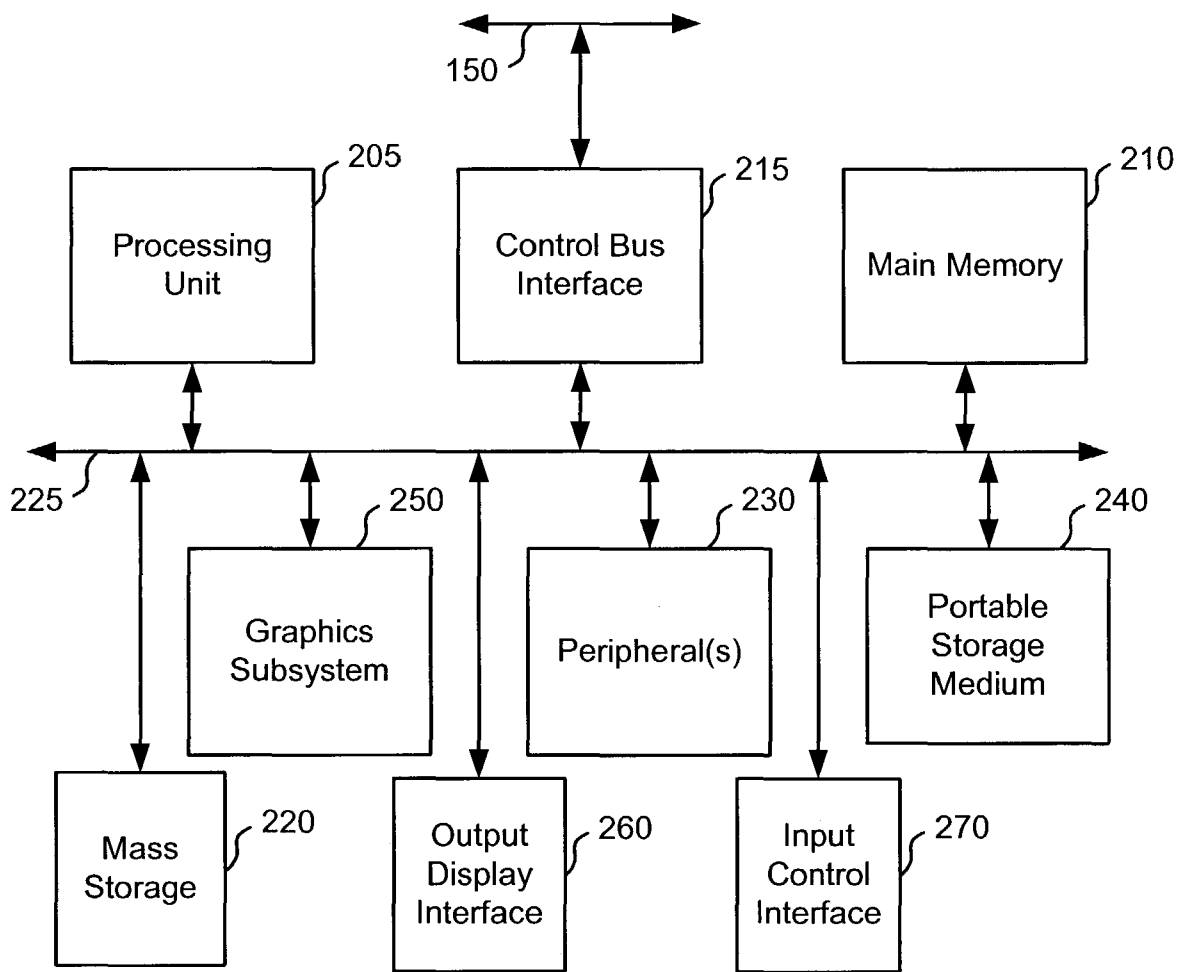 150
205
215
210
Processing
Unit
Control Bus
Interface
Main Memory
225
250
230
240
Graphics
Subsystem
Peripheral(s)
Portable
Storage
Medium
220
260
270
Mass
Storage
Output
Display
Interface
Input
Control
Interface